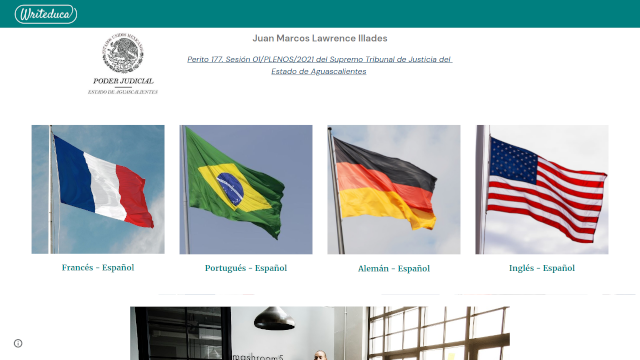 Writeduca
Juan Marcos Lawrence Illades
Perito 177. Sesión 01/PLENOS/2021 del Supremo Tribunal de Justicia del
Estado de Aguascalientes
PODER JUDICIAL
ESTADO DE AGUASCALIENTES
Francés - Español
Portugués - Español
Alemán - Español
Inglés - Español